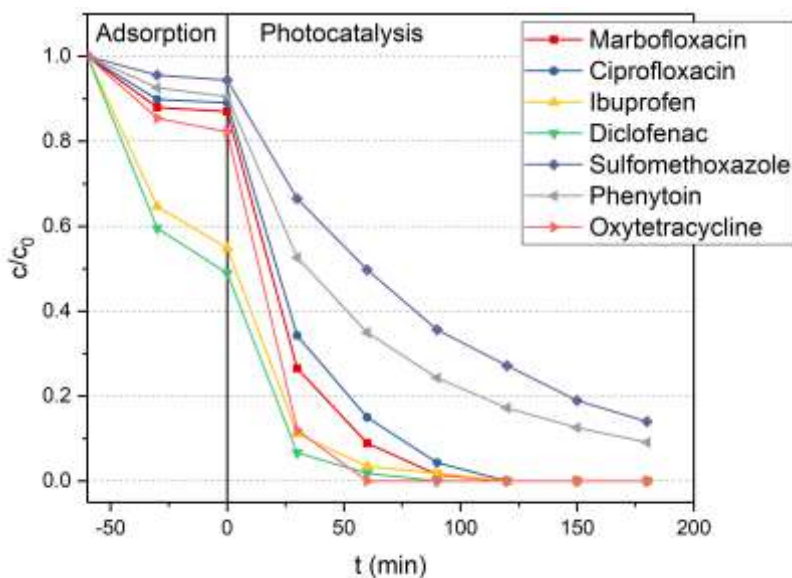 Adsorption
Photocatalysis
Marbofloxacin
Ciprofloxacin
Ibuprofen
Diclofenac
Sulfomethoxazole
Phenytoin
Oxytetracycline
1.0
0.8
0.6
0.4
0.2
0.0
c/c0
-50
0
50
100
150
200
t (min)